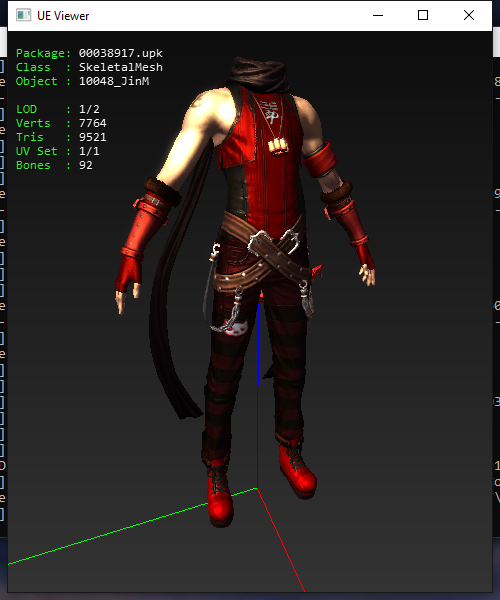 UE Viewer
Package: 00038917.upk
Class : SkeletalMesh
Object : 10048_JinM
LOD : 1/2
Verts : 7764
Tris : 9521
UV Set : 1/1
Bones : 92